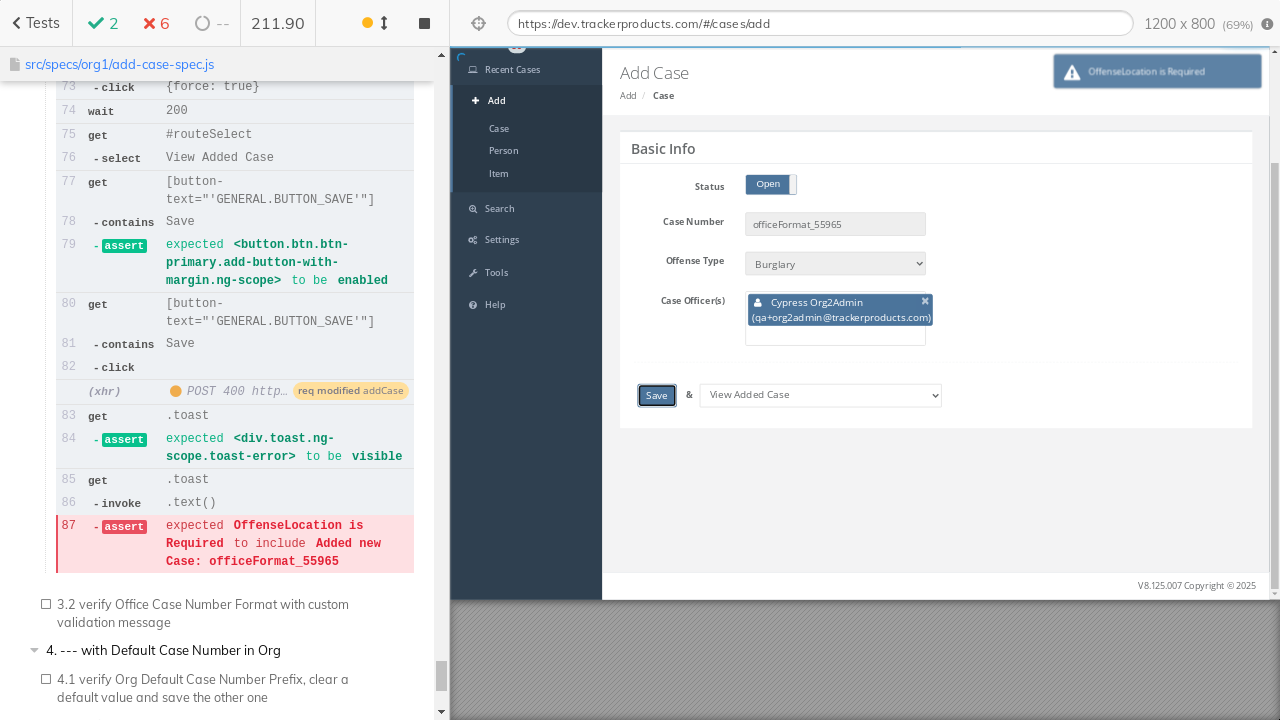 Tests
2
6
--
211.90
https://dev.trackerproducts.com/#/cases/add
1200 x 800 (69%)
src/specs/org1/add-case-spec.js
73 - click {force: true}
74 wait 200
75 get #routeSelect
76 - select View Added Case
77 get [button-
text="'GENERAL.BUTTON_SAVE'"]
78 - contains Save
79 - assert expected <button.btn.btn-
primary.add-button-with-
margin.ng-scope> to be enabled
80 get [button-
text="'GENERAL.BUTTON_SAVE'"]
81 - contains Save
82 - click
(xhr) POST 400 http… req modified addCase
83 get .toast
84 - assert expected <div.toast.ng-
scope.toast-error> to be visible
85 get .toast
86 - invoke .text()
87 - assert expected OffenseLocation is
Required to include Added new
Case: officeFormat_55965
3.2 verify Office Case Number Format with custom
validation message
4. --- with Default Case Number in Org
4.1 verify Org Default Case Number Prefix, clear a
default value and save the other one
Recent Cases
Add
Case
Person
Item
Search
Settings
Tools
Help
Add Case
Add / Case
OffenseLocation is Required
Basic Info
Status Open
Case Number officeFormat_55965
Offense Type Burglary
Case Officer(s) Cypress Org2Admin
(qa+org2admin@trackerproducts.com)
Save & View Added Case
V8.125.007 Copyright © 2025